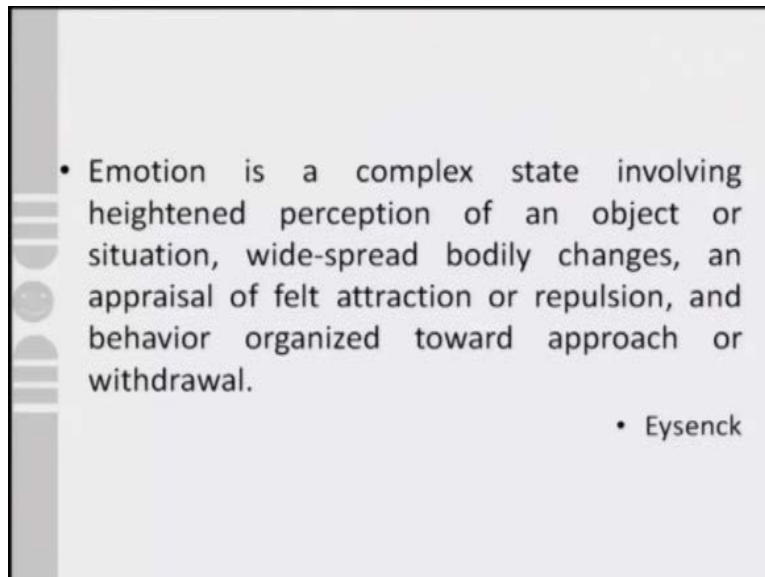 • Emotion is a complex state involving
heightened perception of an object or
situation, wide-spread bodily changes, an
appraisal of felt attraction or repulsion, and
behavior organized toward approach or
withdrawal.
• Eysenck